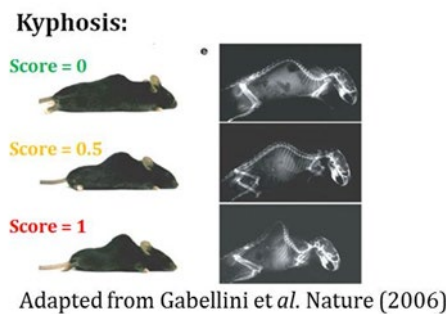 Kyphosis:
e
Score = 0
Score = 0.5
Score = 1
Adapted from Gabellini et al. Nature (2006)